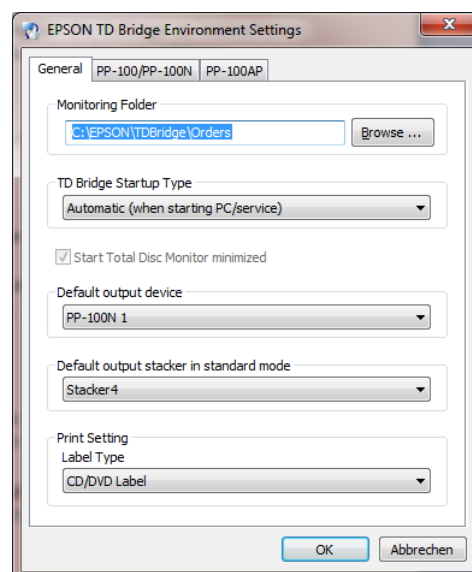 EPSON TD Bridge Environment Settings
General PP-100/PP-100N PP-100AP
Monitoring Folder
C:\EPSON\TDBridge\Orders Browse ...
TD Bridge Startup Type
Automatic (when starting PC/service)
Start Total Disc Monitor minimized
Default output device
PP-100N 1
Default output stacker in standard mode
Stacker4
Print Setting
Label Type
CD/DVD Label
OK Abbrechen